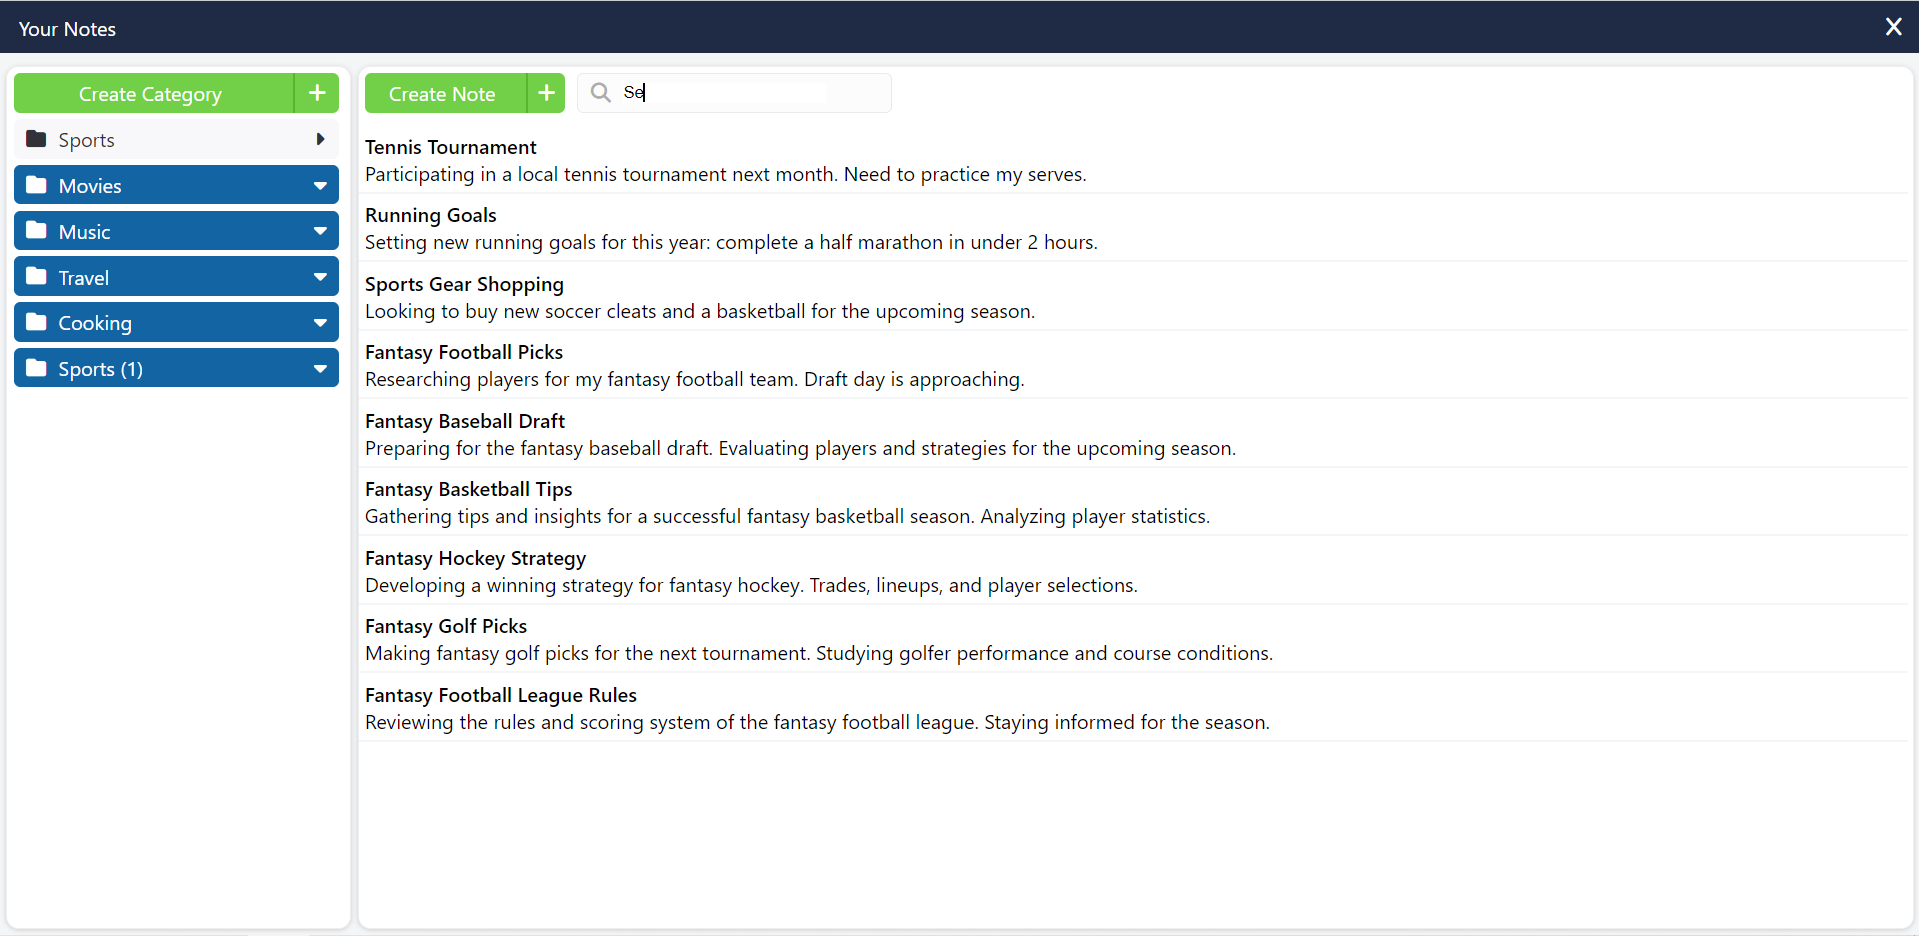 Your Notes
X
Create Category +
Sports
Movies
Music
Travel
Cooking
Sports (1)
Create Note +
Se
Tennis Tournament
Participating in a local tennis tournament next month. Need to practice my serves.
Running Goals
Setting new running goals for this year: complete a half marathon in under 2 hours.
Sports Gear Shopping
Looking to buy new soccer cleats and a basketball for the upcoming season.
Fantasy Football Picks
Researching players for my fantasy football team. Draft day is approaching.
Fantasy Baseball Draft
Preparing for the fantasy baseball draft. Evaluating players and strategies for the upcoming season.
Fantasy Basketball Tips
Gathering tips and insights for a successful fantasy basketball season. Analyzing player statistics.
Fantasy Hockey Strategy
Developing a winning strategy for fantasy hockey. Trades, lineups, and player selections.
Fantasy Golf Picks
Making fantasy golf picks for the next tournament. Studying golfer performance and course conditions.
Fantasy Football League Rules
Reviewing the rules and scoring system of the fantasy football league. Staying informed for the season.